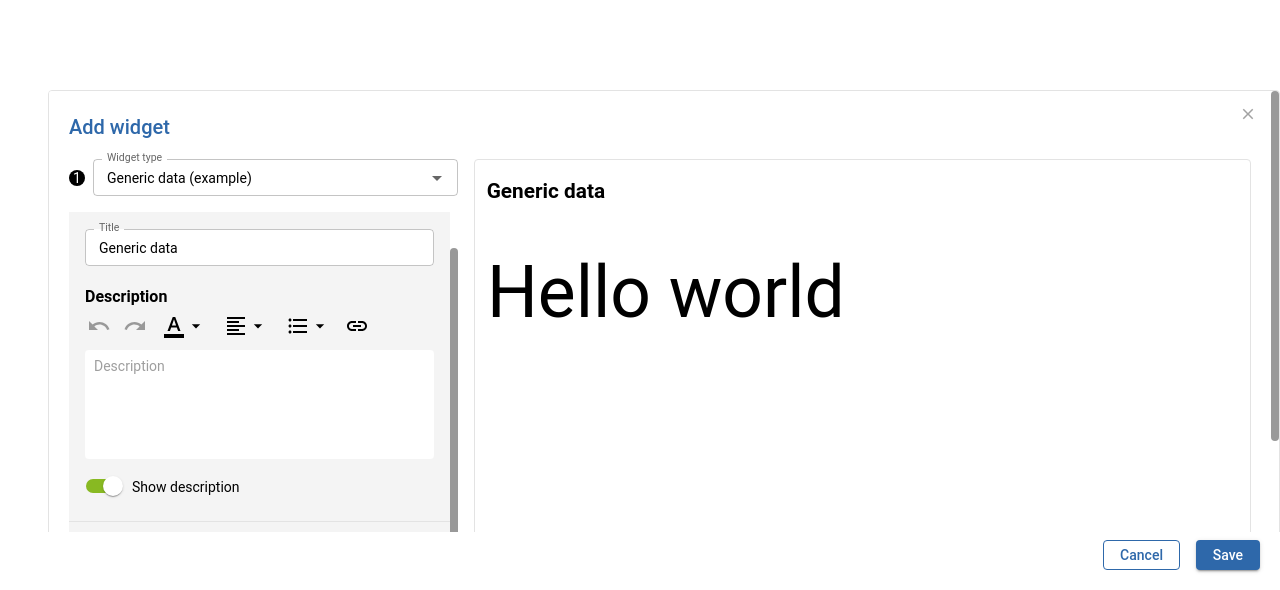 Add widget
Widget type
1
Generic data (example)
Title
Generic data
Description
A
Description
Show description
Generic data
Hello world
Cancel
Save